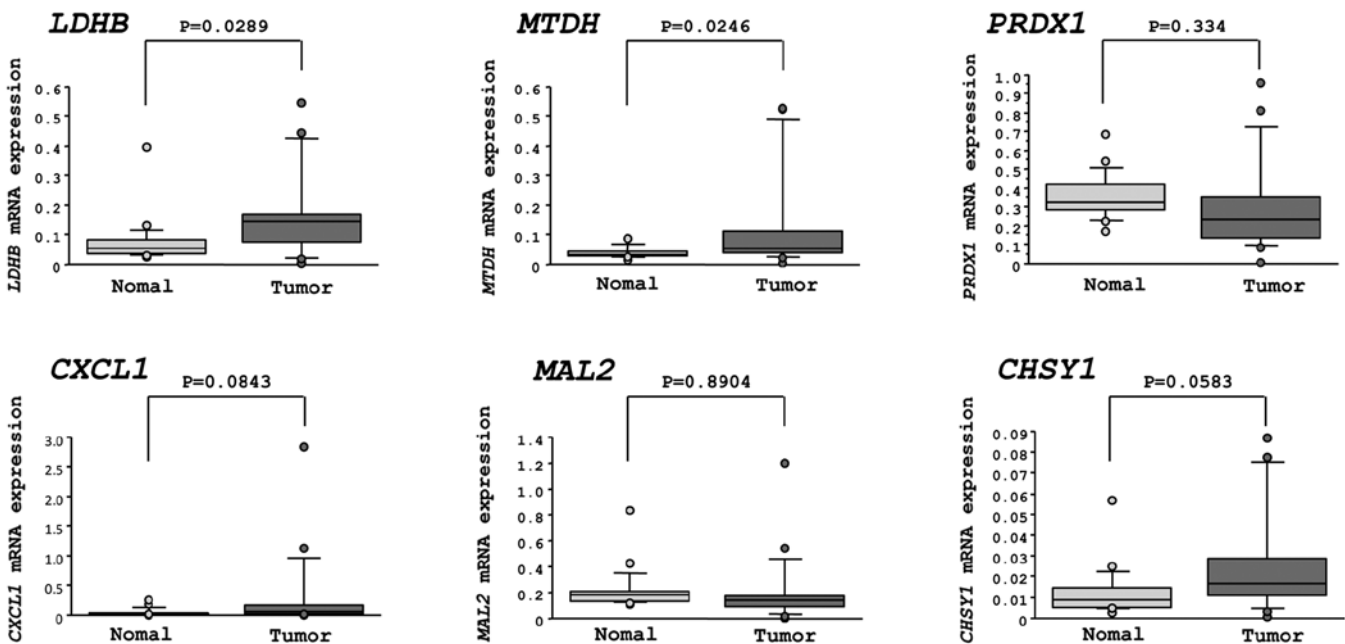 LDHB
P=0.0289
LDHB mRNA expression
0.6
0.5
0.4
0.3
0.2
0.1
0
Nomal
Tumor
MTDH
P=0.0246
MTDH mRNA expression
0.6
0.5
0.4
0.3
0.2
0.1
0
Nomal
Tumor
PRDX1
P=0.334
PRDX1 mRNA expression
1.0
0.9
0.8
0.7
0.6
0.5
0.4
0.3
0.2
0.1
0
Nomal
Tumor
CXCL1
P=0.0843
CXCL1 mRNA expression
3.0
2.5
2.0
1.5
1.0
0.5
0
Nomal
Tumor
MAL2
P=0.8904
MAL2 mRNA expression
1.4
1.2
1.0
0.8
0.6
0.4
0.2
0
Nomal
Tumor
CHSY1
P=0.0583
CHSY1 mRNA expression
0.09
0.08
0.07
0.06
0.05
0.04
0.03
0.02
0.01
0
Nomal
Tumor